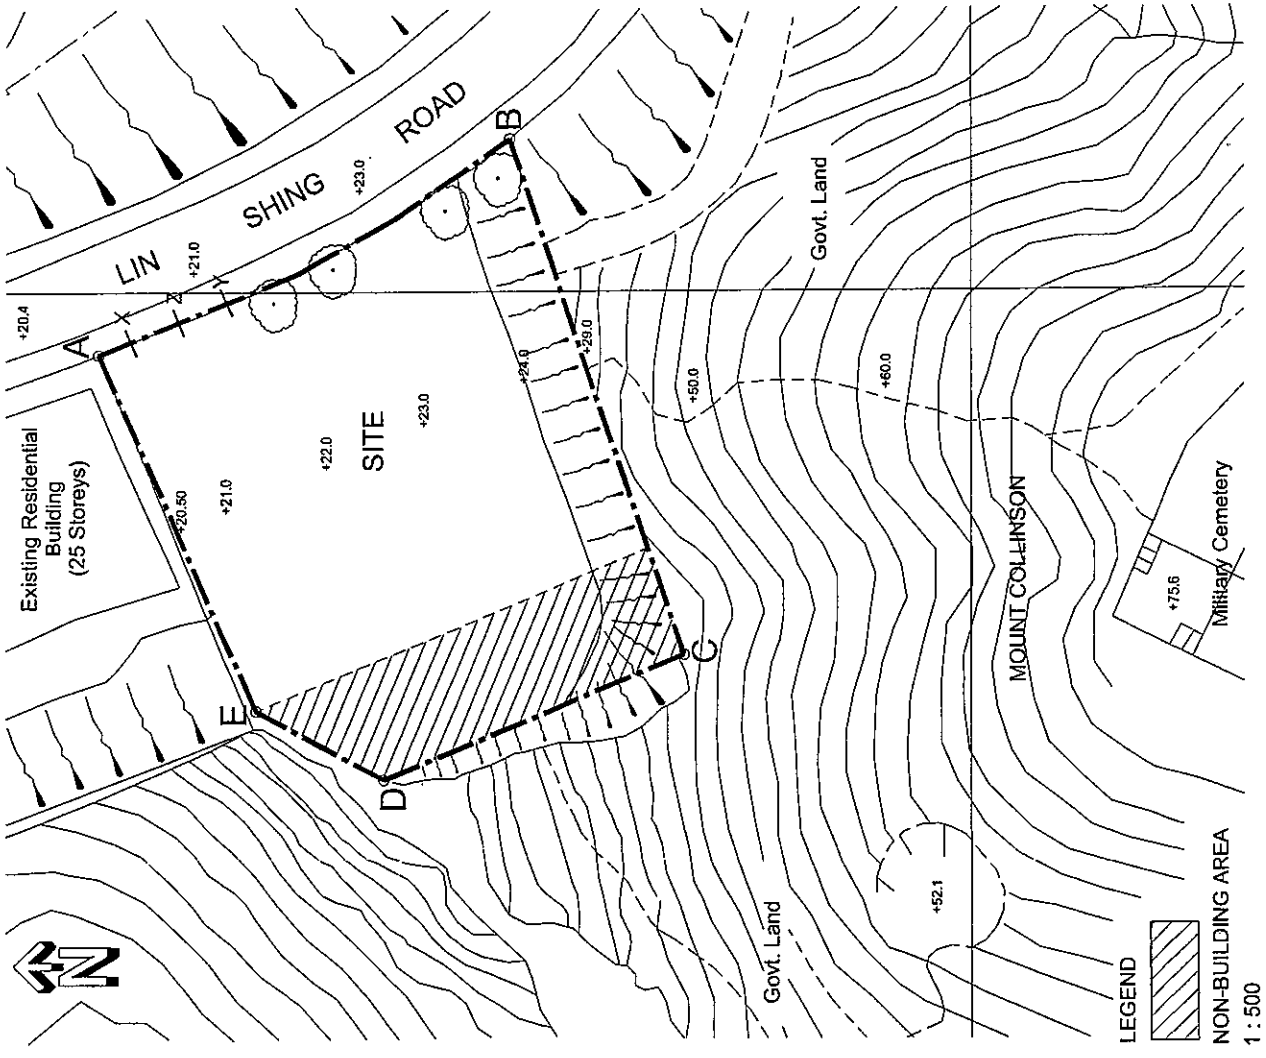 +20.4
A
LIN SHING ROAD
+21.0
X
Z
Y
+23.0
B
Existing Residential
Building
(25 Storeys)
+20.50
+21.0
+22.0
SITE
+23.0
+24.0
+29.0
Govt. Land
+50.0
+60.0
E
D
C
MOUNT COLLINSON
+75.6
Military Cemetery
N
+52.1
Govt. Land
LEGEND
NON-BUILDING AREA
1 : 500